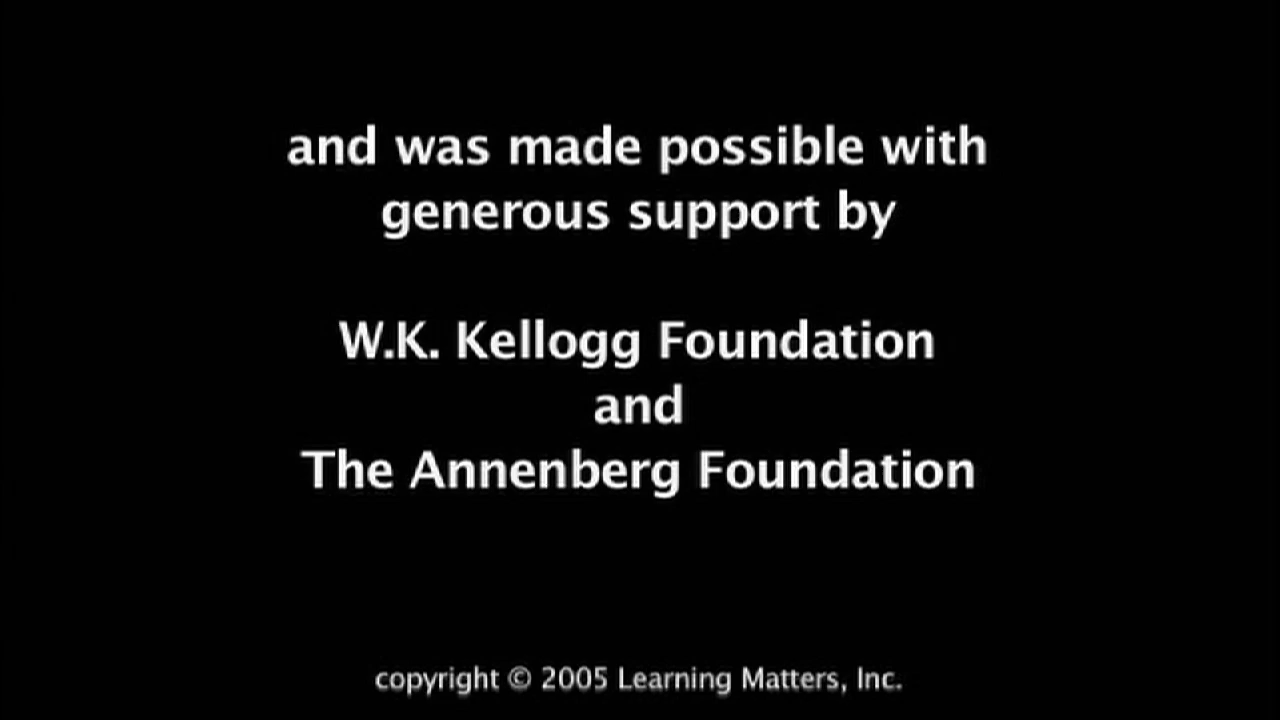 and was made possible with
generous support by
W.K. Kellogg Foundation
and
The Annenberg Foundation
copyright © 2005 Learning Matters, Inc.